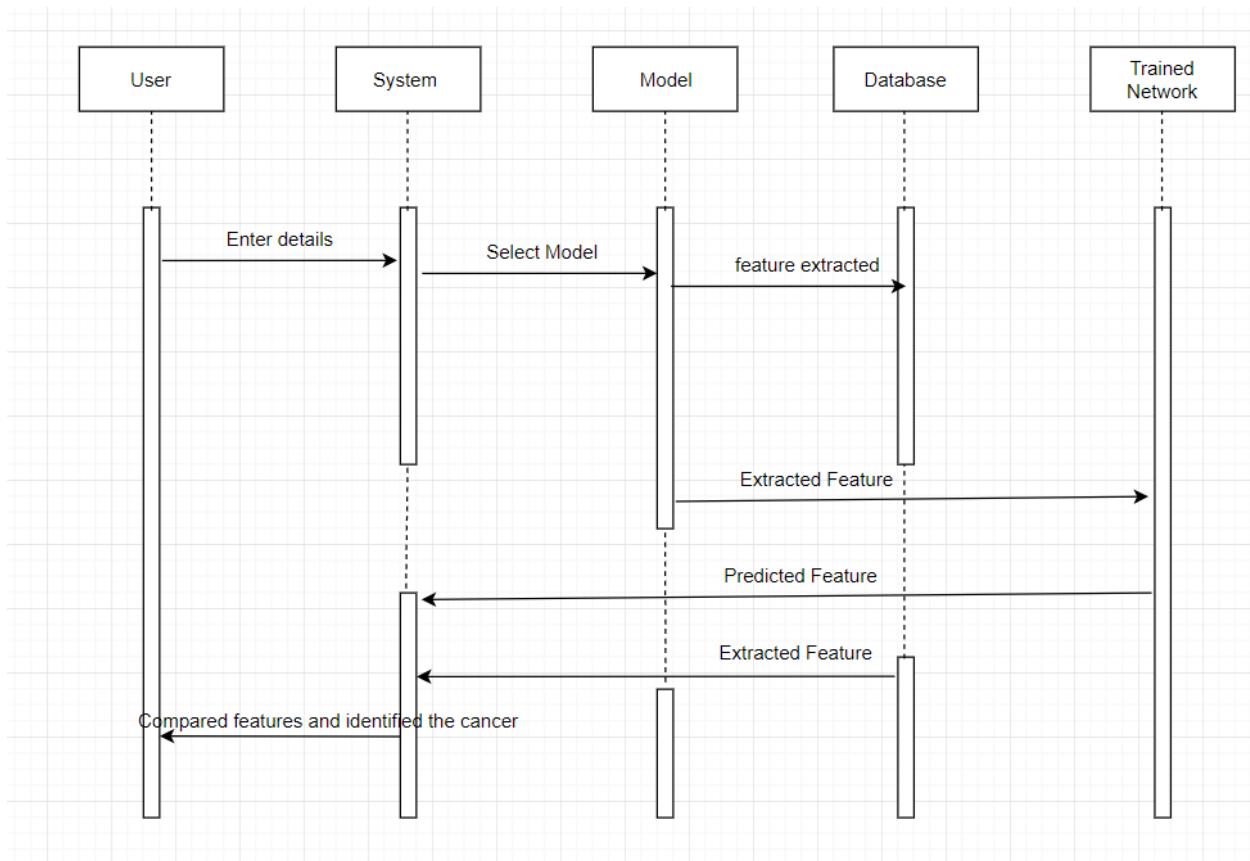 User
System
Model
Database
Trained
Network
Enter details
Select Model
feature extracted
Extracted Feature
Predicted Feature
Extracted Feature
Compared features and identified the cancer